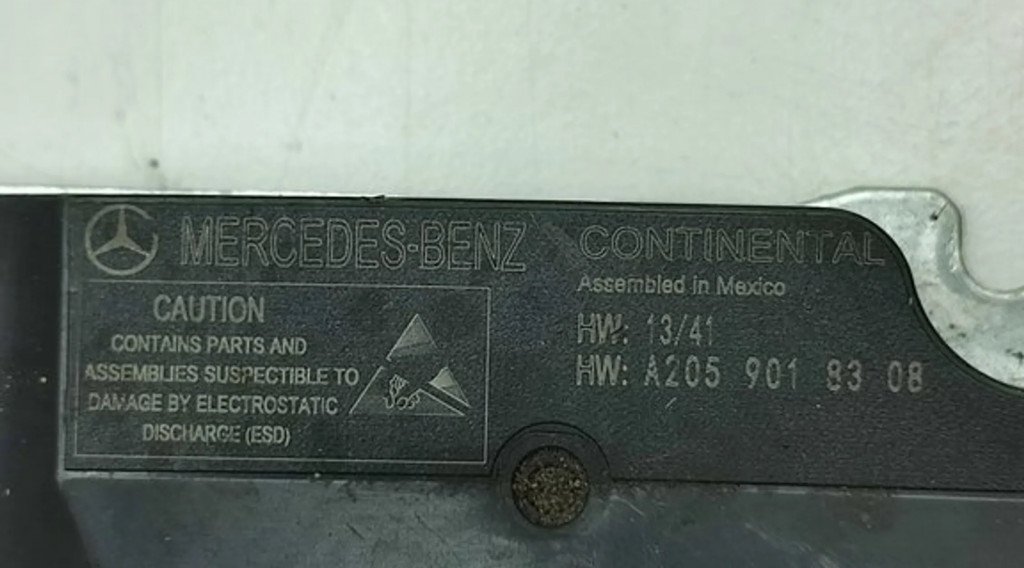 MERCEDES-BENZ
CAUTION
CONTAINS PARTS AND
ASSEMBLIES SUSPECTIBLE TO
DAMAGE BY ELECTROSTATIC
DISCHARGE (ESD)
CONTINENTAL
Assembled in Mexico
HW: 13/41
HW: A205 901 83 08